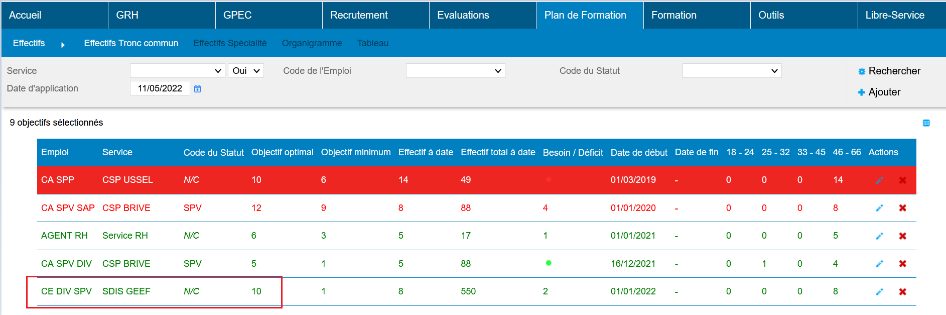 Accueil GRH GPEC Recrutement Evaluations Plan de Formation Formation Outils Libre-Service
Effectifs Effectifs Tronc commun Effectifs Spécialité Organigramme Tableau
Service Oui Code de l'Emploi Code du Statut Rechercher
Date d'application 11/05/2022 Ajouter
9 objectifs sélectionnés
Emploi Service Code du Statut Objectif optimal Objectif minimum Effectif à date Effectif total à date Besoin / Déficit Date de début Date de fin 18 - 24 25 - 32 33 - 45 46 - 66 Actions
CA SPP CSP USSEL N/C 10 6 14 49 01/03/2019 - 0 0 0 14
CA SPV SAP CSP BRIVE SPV 12 9 8 88 4 01/01/2020 - 0 0 0 8
AGENT RH Service RH N/C 6 3 5 17 1 01/01/2021 - 0 0 0 5
CA SPV DIV CSP BRIVE SPV 5 1 5 88 16/12/2021 - 0 1 0 4
CE DIV SPV SDIS GEEF N/C 10 1 8 550 2 01/01/2022 - 0 0 0 8